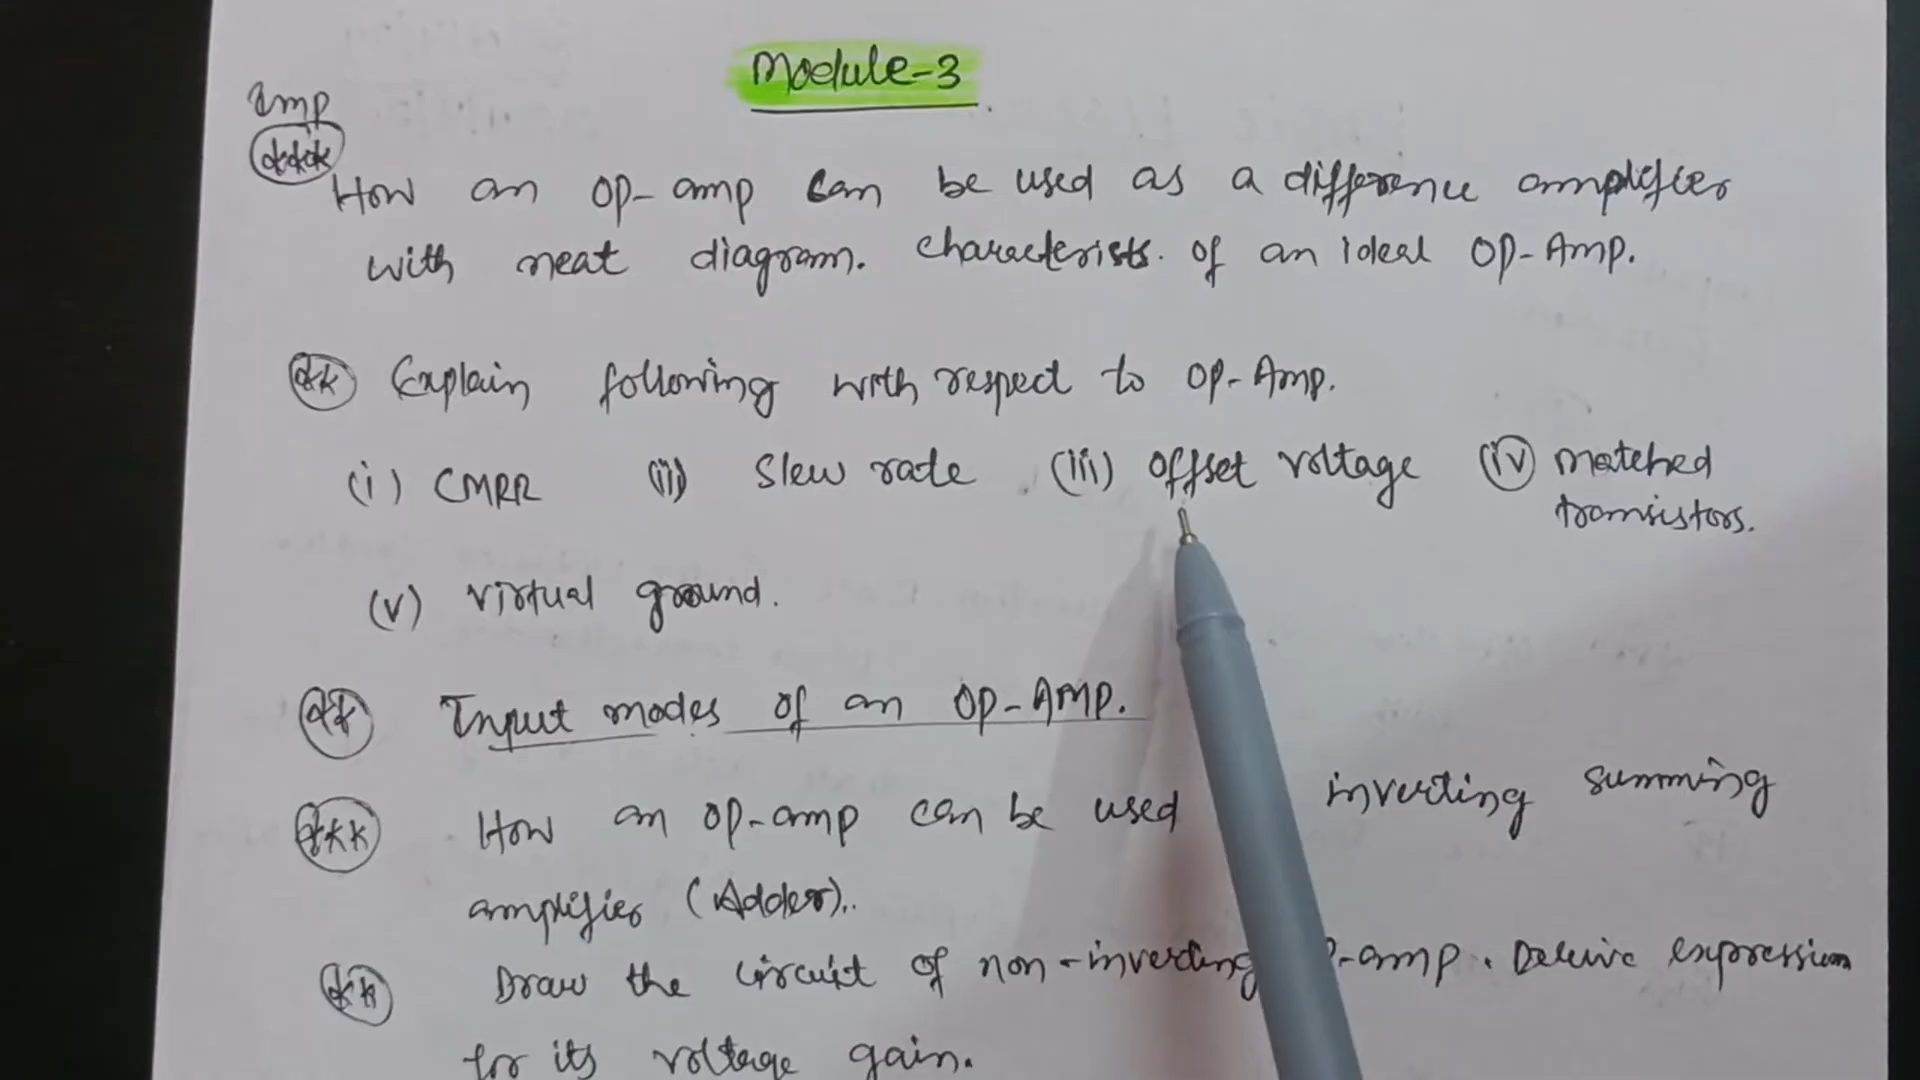 Module-3
Imp
***
How an op-amp can be used as a difference amplifier
with neat diagram. characterists. of an ideal OP-Amp.
** Explain following with respect to OP-Amp.
(i) CMRR (ii) Slew rate (iii) offset voltage (iv) matched
transistors.
(v) virtual ground.
** Input modes of an OP-AMP.
*** How an op-amp can be used inverting summing
amplifier (Adder).
** Draw the circuit of non-inverting -amp. Derive expression
for its voltage gain.